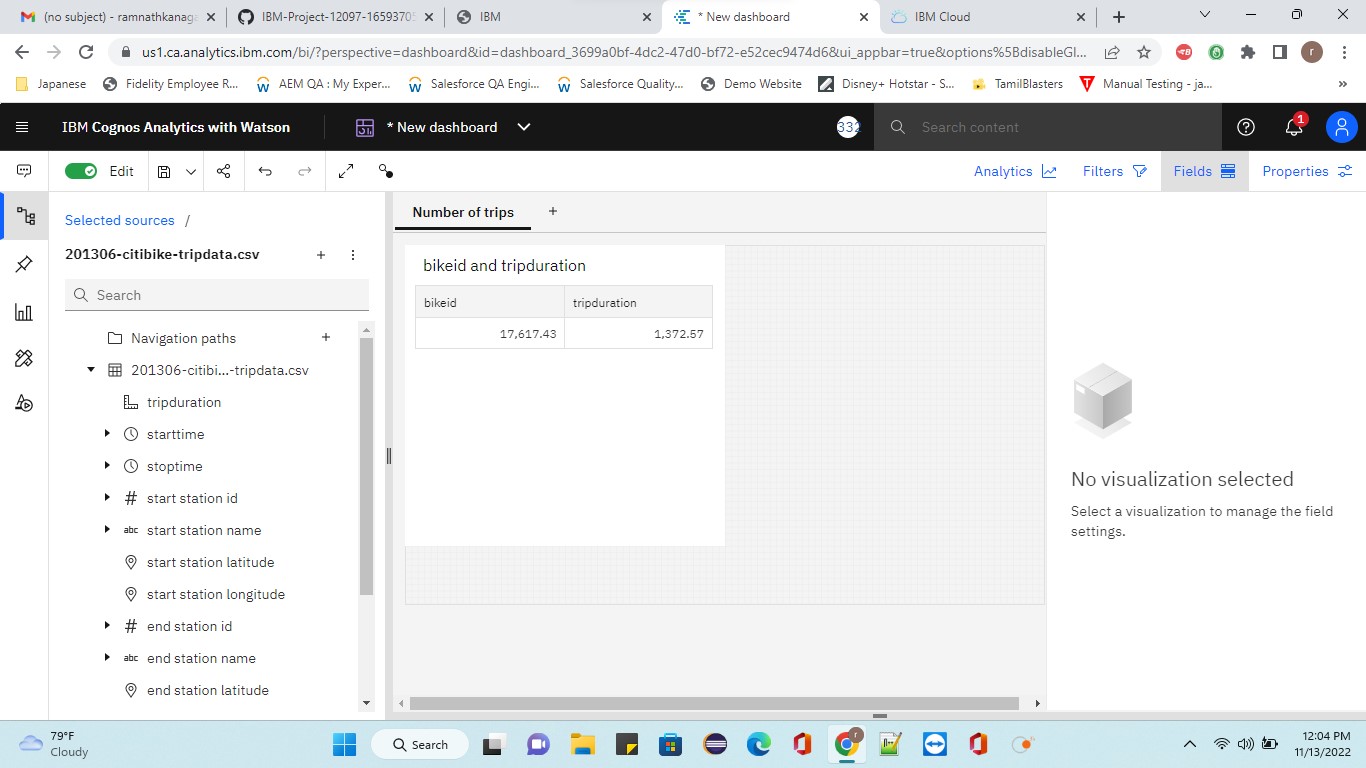 (no subject) - ramnathkanaga
IBM-Project-12097-16593705
IBM
* New dashboard
IBM Cloud
us1.ca.analytics.ibm.com/bi/?perspective=dashboard&id=dashboard_3699a0bf-4dc2-47d0-bf72-e52cec9474d6&ui_appbar=true&options%5BdisableGl...
r
Japanese
Fidelity Employee R...
AEM QA : My Exper...
Salesforce QA Engi...
Salesforce Quality...
Demo Website
Disney+ Hotstar - S...
TamilBlasters
Manual Testing - ja...
»
IBM Cognos Analytics with Watson
* New dashboard
332
Search content
1
Edit
Analytics
Filters
Fields
Properties
Selected sources /
201306-citibike-tripdata.csv
Search
Navigation paths
201306-citibi...-tripdata.csv
tripduration
starttime
stoptime
# start station id
abc start station name
start station latitude
start station longitude
# end station id
abc end station name
end station latitude
Number of trips
bikeid and tripduration
bikeid tripduration
17,617.43 1,372.57
No visualization selected
Select a visualization to manage the field
settings.
79°F
Cloudy
Search
12:04 PM
11/13/2022